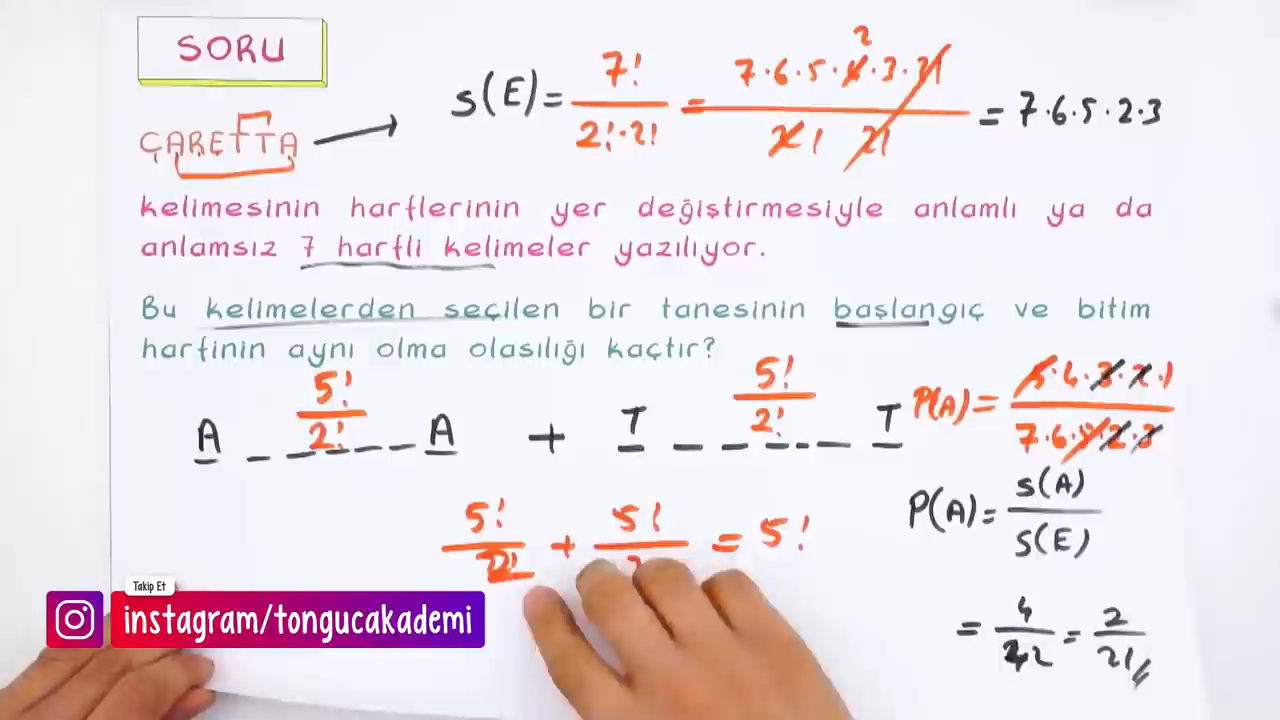 SORU
s(E) = 7! / 2!·2! = 7·6·5·4·3·2! / 2! 2! = 7·6·5·2·3
2
ÇARETTA
kelimesinin harflerinin yer değiştirmesiyle anlamlı ya da
anlamsız 7 harfli kelimeler yazılıyor.
Bu kelimelerden seçilen bir tanesinin başlangıç ve bitim
harfinin aynı olma olasılığı kaçtır?
A _ _ _ _ _ A + T _ _ _ _ _ T
5! / 2!
5! / 2!
P(A) = 5·4·3·2·1 / 7·6·5·2·3
P(A) = s(A) / s(E)
5! / 2! + 5! / = 5!
= 4 / 42 = 2 / 21
Takip Et
instagram/tongucakademi